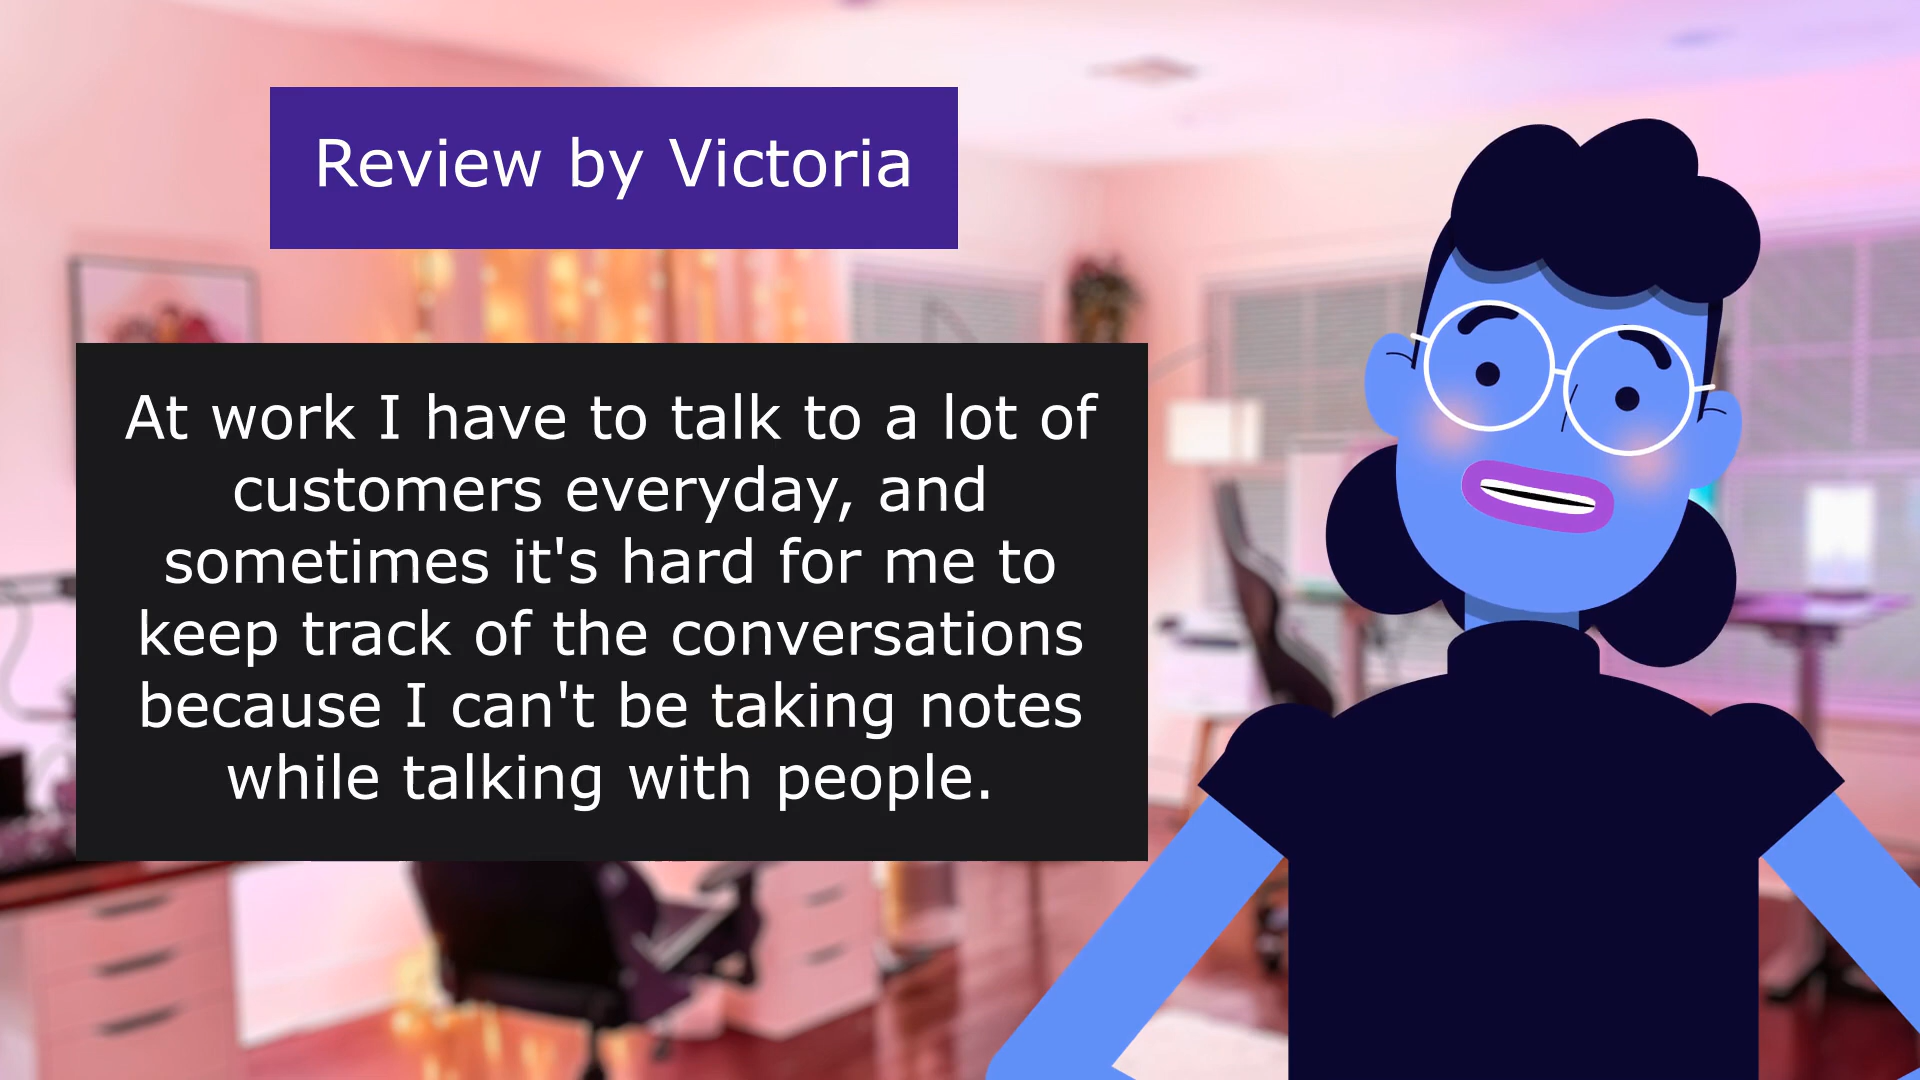 Review by Victoria
At work I have to talk to a lot of
customers everyday, and
sometimes it's hard for me to
keep track of the conversations
because I can't be taking notes
while talking with people.